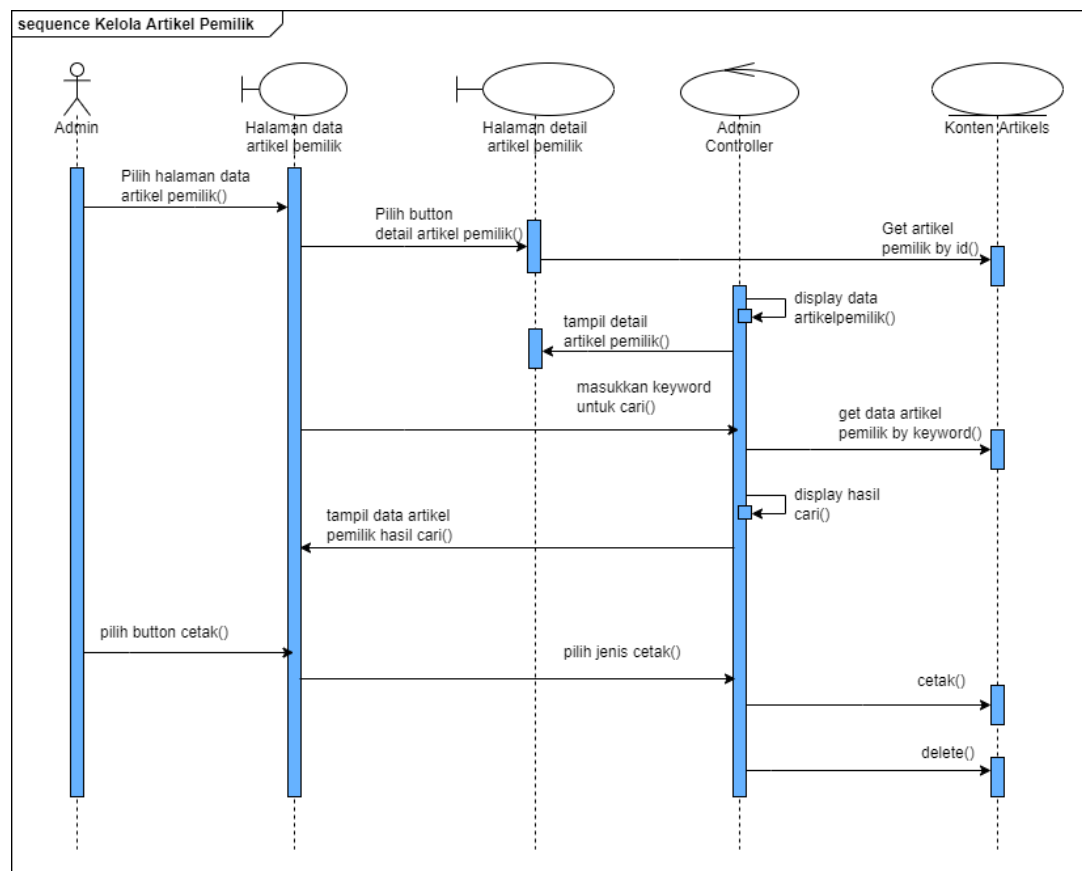 sequence Kelola Artikel Pemilik
Admin
Halaman data
artikel pemilik
Halaman detail
artikel pemilik
Admin
Controller
Konten Artikels
Pilih halaman data
artikel pemilik()
Pilih button
detail artikel pemilik()
Get artikel
pemilik by id()
display data
artikelpemilik()
tampil detail
artikel pemilik()
masukkan keyword
untuk cari()
get data artikel
pemilik by keyword()
display hasil
cari()
tampil data artikel
pemilik hasil cari()
pilih button cetak()
pilih jenis cetak()
cetak()
delete()